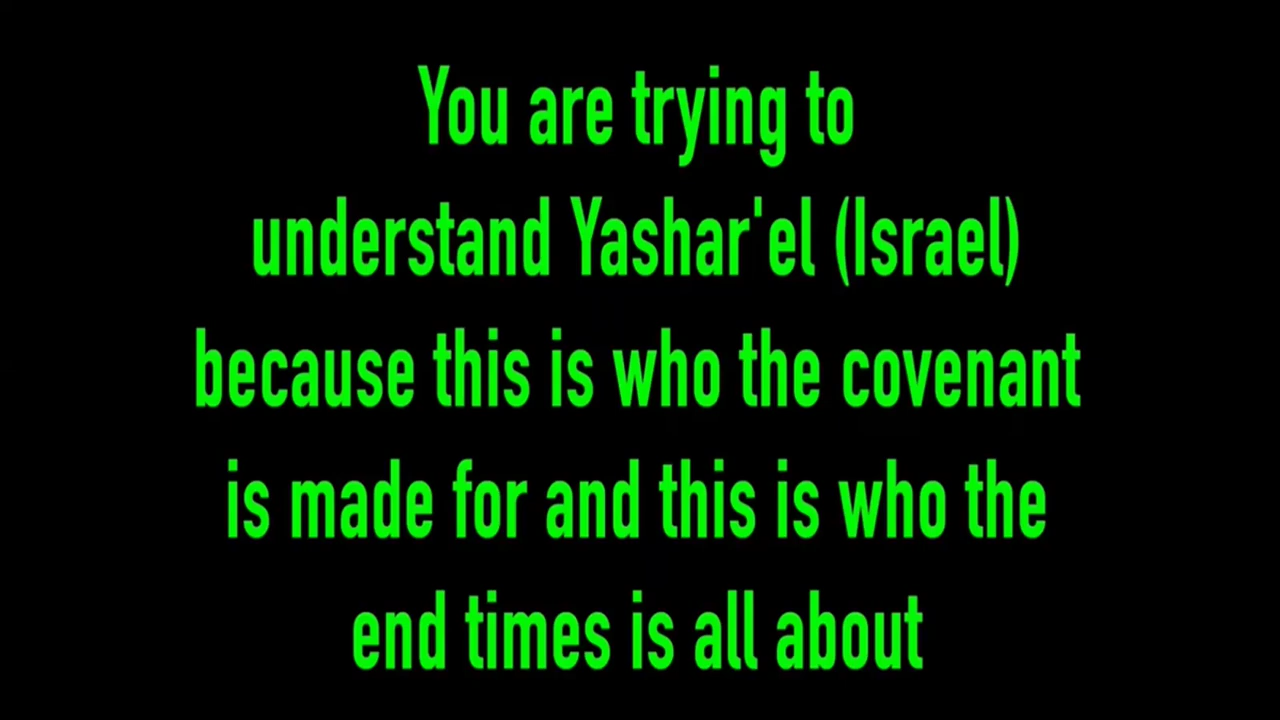 You are trying to
understand Yashar'el (Israel)
because this is who the covenant
is made for and this is who the
end times is all about